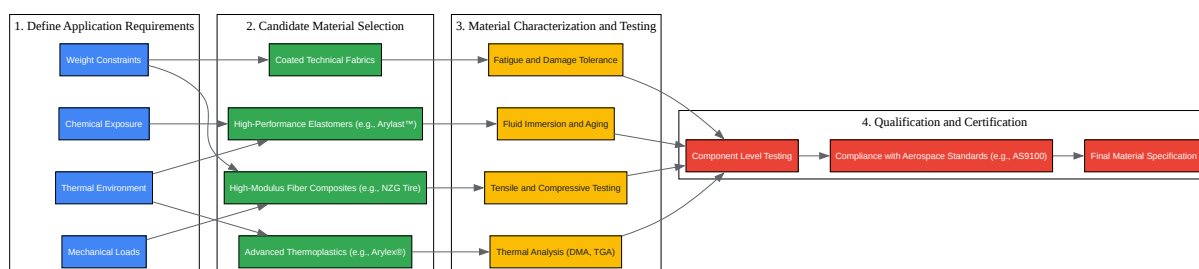 1. Define Application Requirements
Weight Constraints
Chemical Exposure
Thermal Environment
Mechanical Loads
2. Candidate Material Selection
Coated Technical Fabrics
High-Performance Elastomers (e.g., Arylast™)
High-Modulus Fiber Composites (e.g., NZG Tire)
Advanced Thermoplastics (e.g., Arylex®)
3. Material Characterization and Testing
Fatigue and Damage Tolerance
Fluid Immersion and Aging
Tensile and Compressive Testing
Thermal Analysis (DMA, TGA)
4. Qualification and Certification
Component Level Testing
Compliance with Aerospace Standards (e.g., AS9100)
Final Material Specification